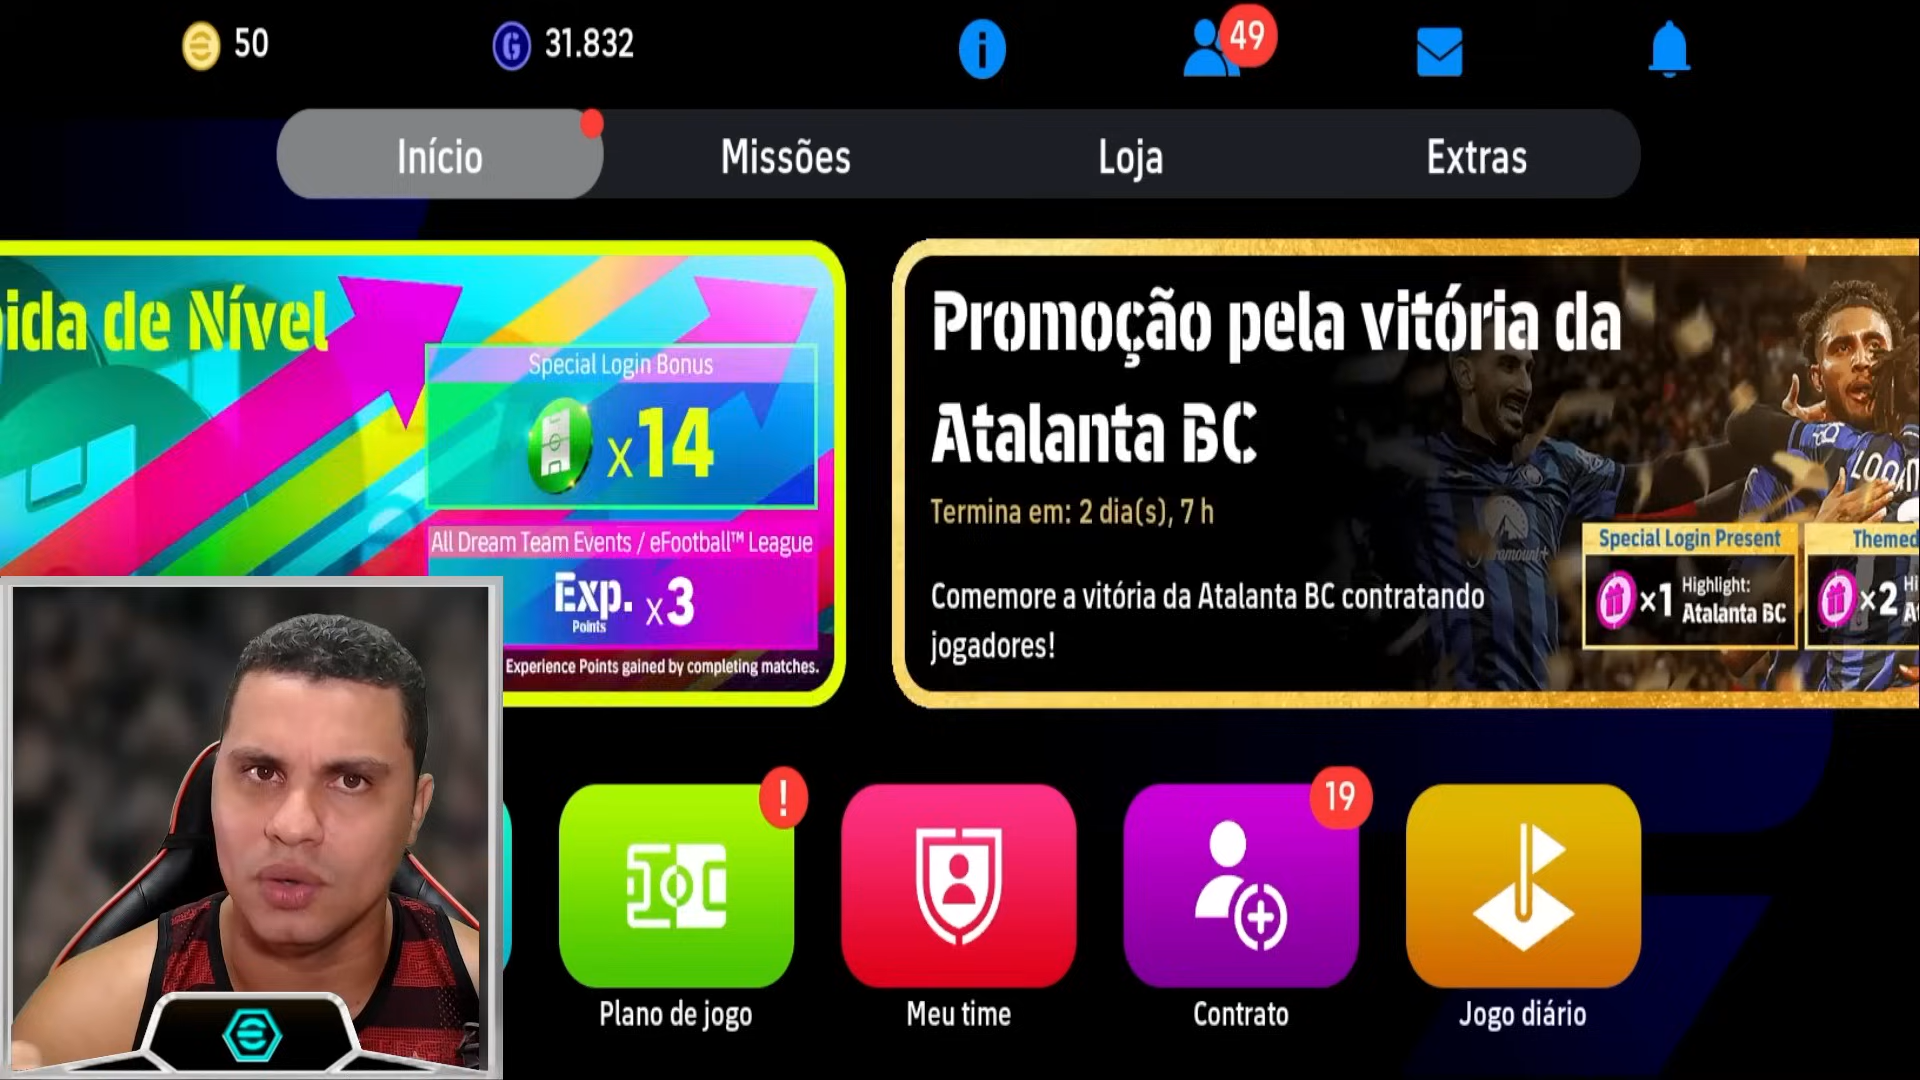 50
31.832
49
Início
Missões
Loja
Extras
ida de Nível
Special Login Bonus
x14
All Dream Team Events / eFootball™ League
Exp. x3
Points
Experience Points gained by completing matches.
Promoção pela vitória da
Atalanta BC
Termina em: 2 dia(s), 7 h
Comemore a vitória da Atalanta BC contratando
jogadores!
Special Login Present
x1 Highlight:
Atalanta BC
Themed
x2 Hi
A
Paramount+
!
19
Plano de jogo
Meu time
Contrato
Jogo diário